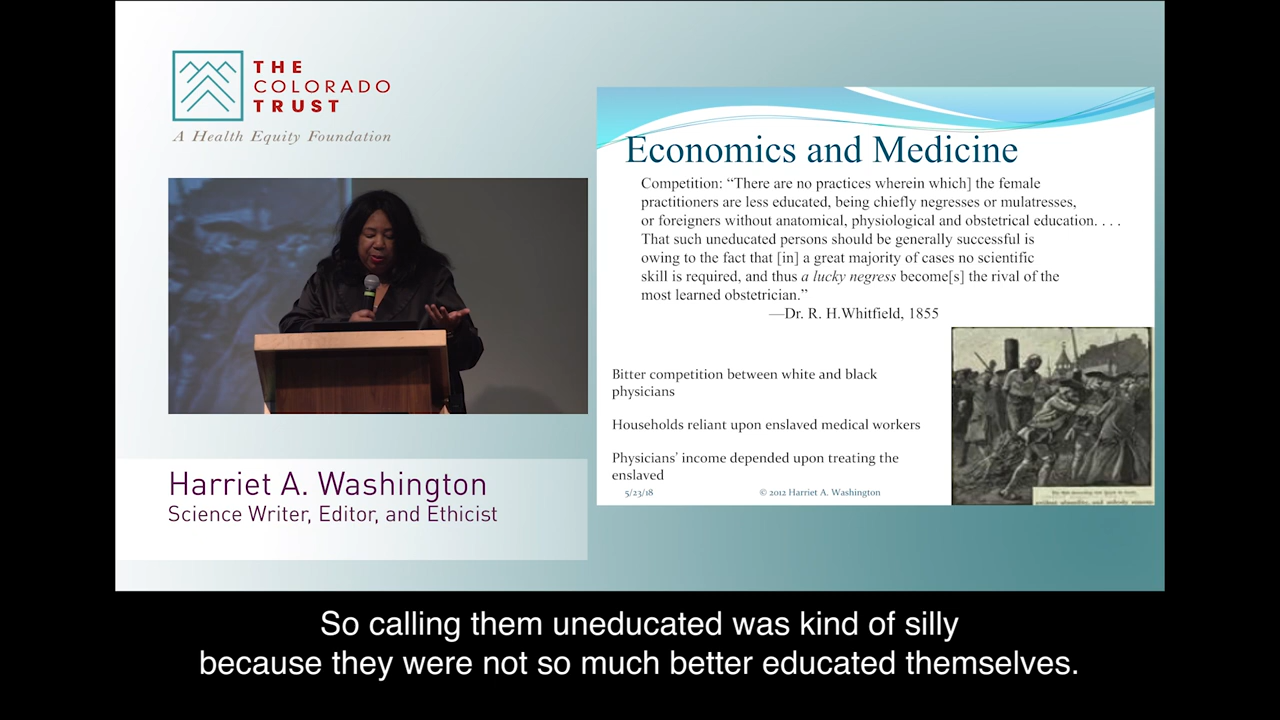 THE
COLORADO
TRUST
A Health Equity Foundation
Harriet A. Washington
Science Writer, Editor, and Ethicist
Economics and Medicine
Competition: “There are no practices wherein which] the female
practitioners are less educated, being chiefly negresses or mulatresses,
or foreigners without anatomical, physiological and obstetrical education. . . .
That such uneducated persons should be generally successful is
owing to the fact that [in] a great majority of cases no scientific
skill is required, and thus a lucky negress become[s] the rival of the
most learned obstetrician.”
—Dr. R. H.Whitfield, 1855
Bitter competition between white and black
physicians
Households reliant upon enslaved medical workers
Physicians’ income depended upon treating the
enslaved
5/23/18
© 2012 Harriet A. Washington
So calling them uneducated was kind of silly
because they were not so much better educated themselves.